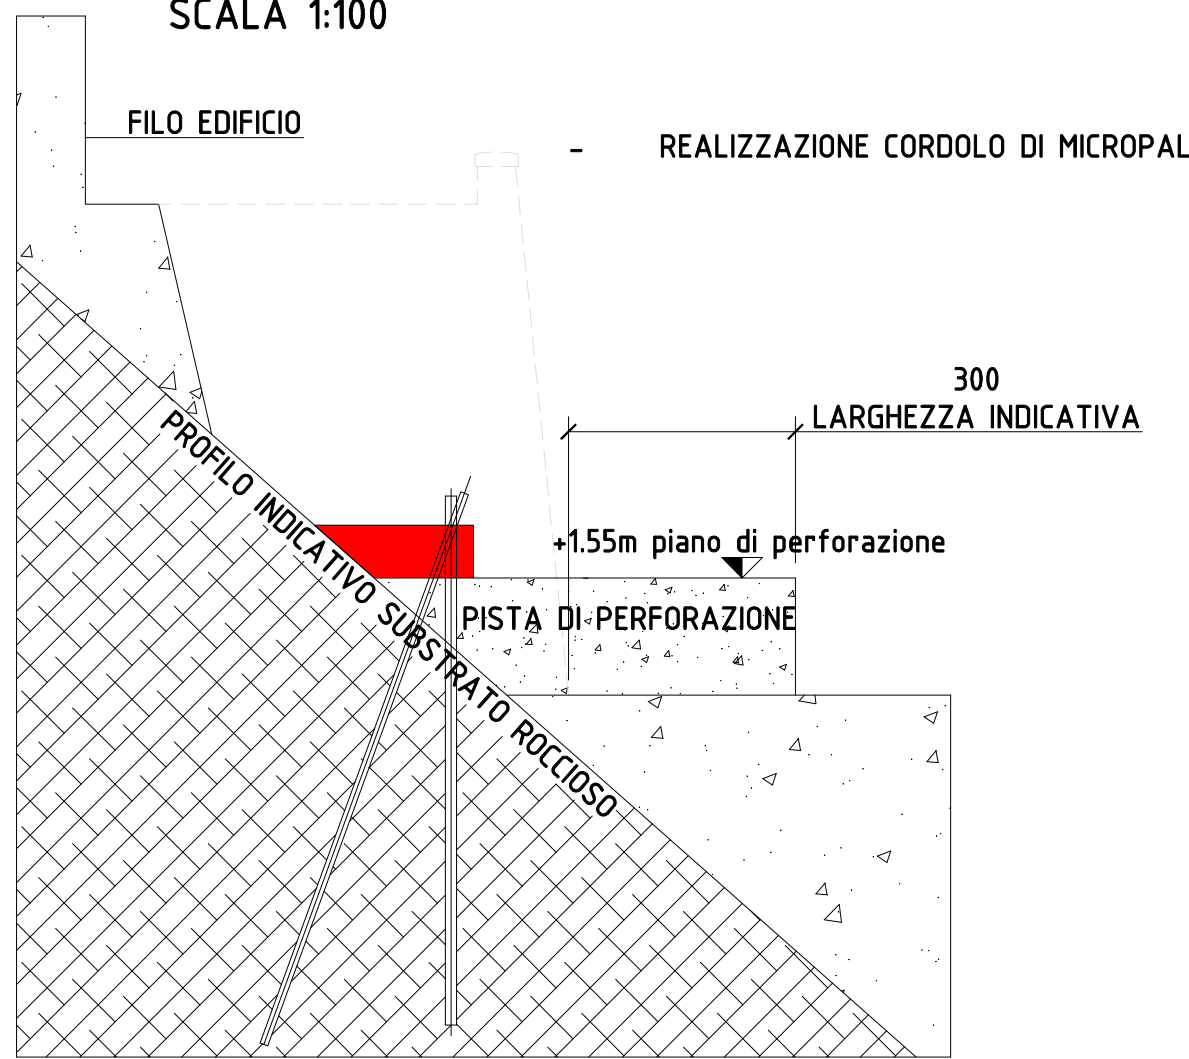 SCALA 1:100
FILO EDIFICIO
- REALIZZAZIONE CORDOLO DI MICROPAL
300
LARGHEZZA INDICATIVA
PROFILO INDICATIVO SUBSTRATO ROCCIOSO
+1.55m piano di perforazione
PISTA DI PERFORAZIONE